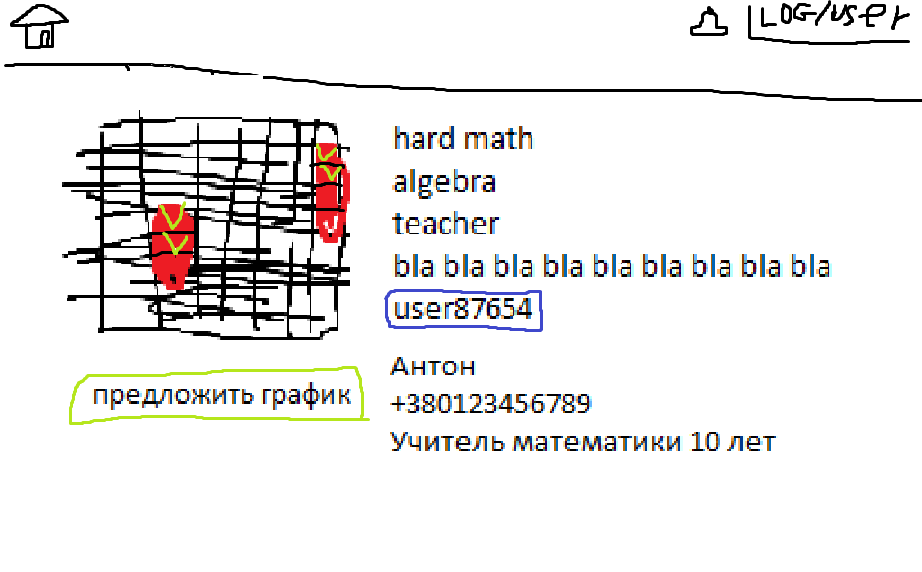 LOG/user
hard math
algebra
teacher
bla bla bla bla bla bla bla bla bla
user87654
Антон
предложить график
+380123456789
Учитель математики 10 лет